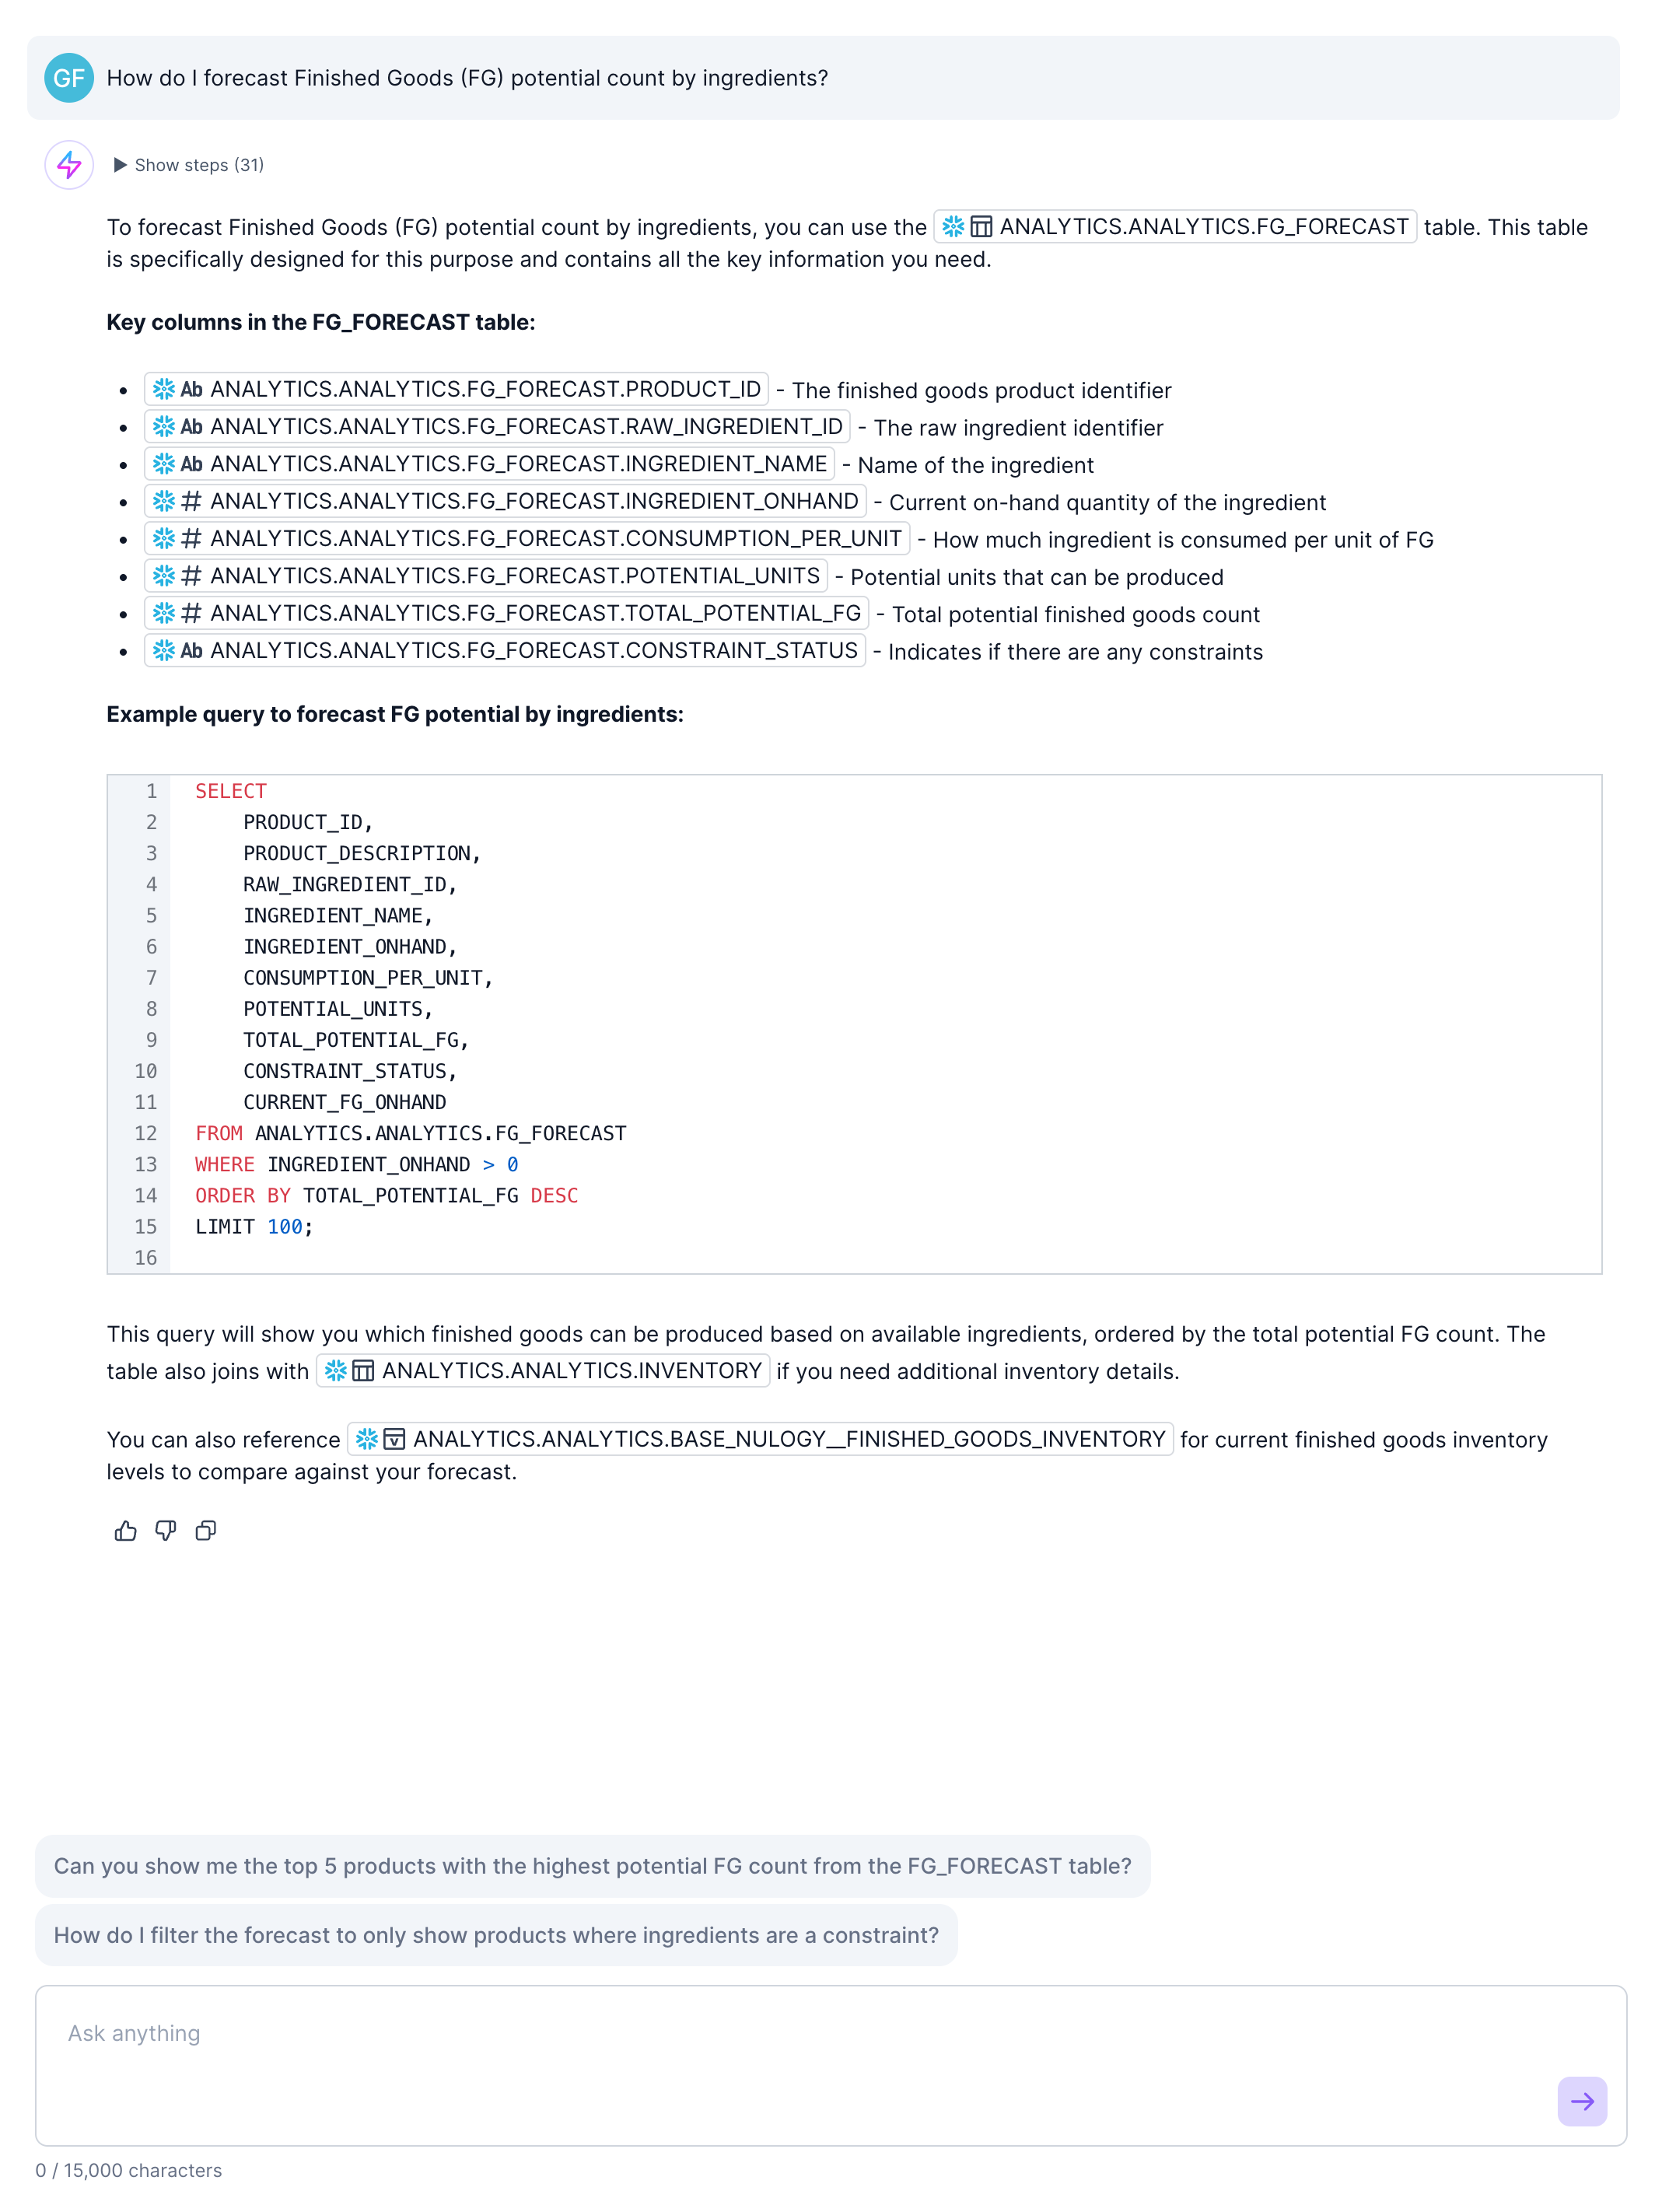 GF How do I forecast Finished Goods (FG) potential count by ingredients?
Show steps (31)
To forecast Finished Goods (FG) potential count by ingredients, you can use the ANALYTICS.ANALYTICS.FG_FORECAST table. This table
is specifically designed for this purpose and contains all the key information you need.
Key columns in the FG_FORECAST table:
• Ab ANALYTICS.ANALYTICS.FG_FORECAST.PRODUCT_ID - The finished goods product identifier
• Ab ANALYTICS.ANALYTICS.FG_FORECAST.RAW_INGREDIENT_ID - The raw ingredient identifier
• Ab ANALYTICS.ANALYTICS.FG_FORECAST.INGREDIENT_NAME - Name of the ingredient
• # ANALYTICS.ANALYTICS.FG_FORECAST.INGREDIENT_ONHAND - Current on-hand quantity of the ingredient
• # ANALYTICS.ANALYTICS.FG_FORECAST.CONSUMPTION_PER_UNIT - How much ingredient is consumed per unit of FG
• # ANALYTICS.ANALYTICS.FG_FORECAST.POTENTIAL_UNITS - Potential units that can be produced
• # ANALYTICS.ANALYTICS.FG_FORECAST.TOTAL_POTENTIAL_FG - Total potential finished goods count
• Ab ANALYTICS.ANALYTICS.FG_FORECAST.CONSTRAINT_STATUS - Indicates if there are any constraints
Example query to forecast FG potential by ingredients:
1 SELECT
2 PRODUCT_ID,
3 PRODUCT_DESCRIPTION,
4 RAW_INGREDIENT_ID,
5 INGREDIENT_NAME,
6 INGREDIENT_ONHAND,
7 CONSUMPTION_PER_UNIT,
8 POTENTIAL_UNITS,
9 TOTAL_POTENTIAL_FG,
10 CONSTRAINT_STATUS,
11 CURRENT_FG_ONHAND
12 FROM ANALYTICS.ANALYTICS.FG_FORECAST
13 WHERE INGREDIENT_ONHAND > 0
14 ORDER BY TOTAL_POTENTIAL_FG DESC
15 LIMIT 100;
16
This query will show you which finished goods can be produced based on available ingredients, ordered by the total potential FG count. The
table also joins with ANALYTICS.ANALYTICS.INVENTORY if you need additional inventory details.
You can also reference ANALYTICS.ANALYTICS.BASE_NULOGY__FINISHED_GOODS_INVENTORY for current finished goods inventory
levels to compare against your forecast.
Can you show me the top 5 products with the highest potential FG count from the FG_FORECAST table?
How do I filter the forecast to only show products where ingredients are a constraint?
Ask anything
0 / 15,000 characters